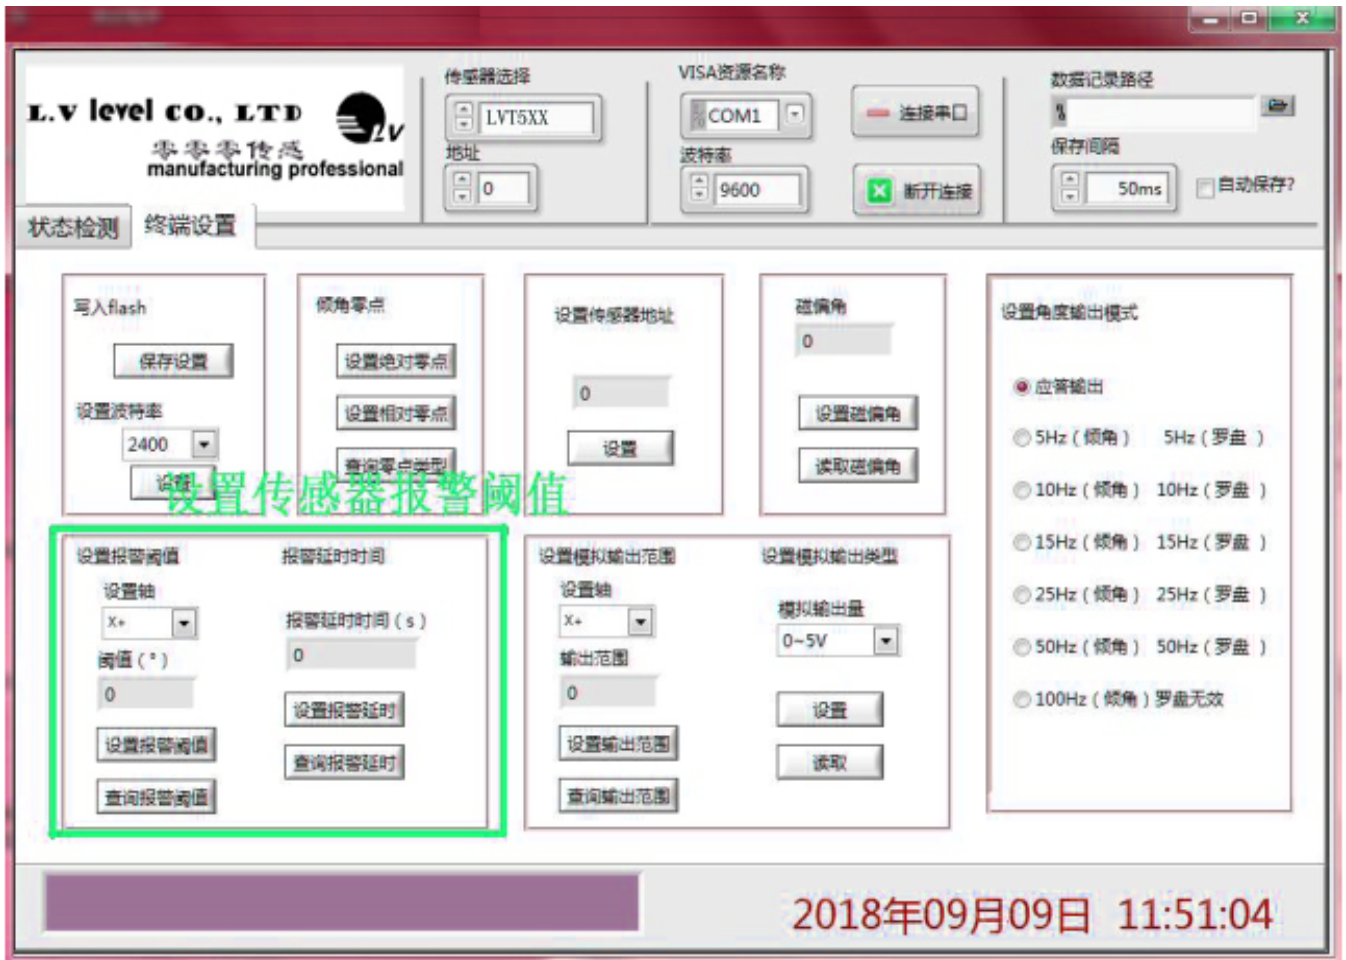 L.V level CO., LTD
LV
零零零传感
manufacturing professional
传感器选择
LVT5XX
地址
0
VISA资源名称
COM1
波特率
9600
连接串口
断开连接
数据记录路径
保存间隔
50ms
自动保存?
状态检测
终端设置
写入flash
保存设置
设置波特率
2400
设置
倾角零点
设置绝对零点
设置相对零点
查询零点类型
设置传感器地址
0
设置
磁偏角
0
设置磁偏角
读取磁偏角
设置角度输出模式
应答输出
5Hz(倾角) 5Hz(罗盘)
10Hz(倾角) 10Hz(罗盘)
15Hz(倾角) 15Hz(罗盘)
25Hz(倾角) 25Hz(罗盘)
50Hz(倾角) 50Hz(罗盘)
100Hz(倾角)罗盘无效
设置传感器报警阈值
设置报警阈值
设置轴
X+
阈值(°)
0
设置报警阈值
查询报警阈值
报警延时时间
报警延时时间(s)
0
设置报警延时
查询报警延时
设置模拟输出范围
设置轴
X+
输出范围
0
设置输出范围
查询输出范围
设置模拟输出类型
模拟输出量
0~5V
设置
读取
2018年09月09日 11:51:04